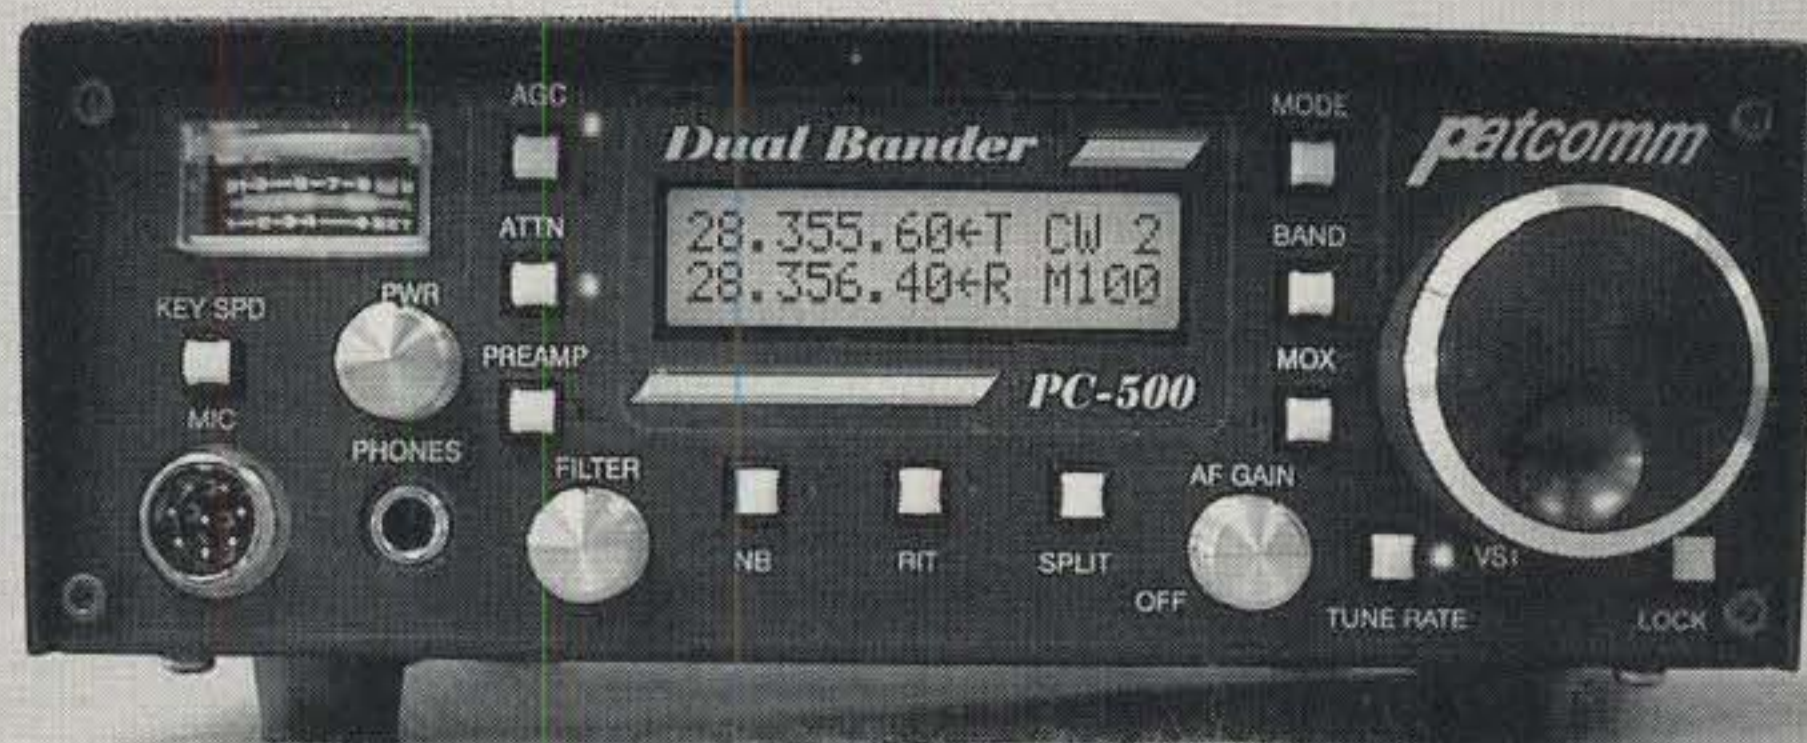 AGC
Dual Bander
MODE
patcomm
28.355.60←T CW 2
28.356.40←R M100
ATTN
BAND
KEY SPD
PWR
PREAMP
MOX
PC-500
MIC
PHONES
FILTER
AF GAIN
NB
RIT
SPLIT
OFF
TUNE RATE
LOCK